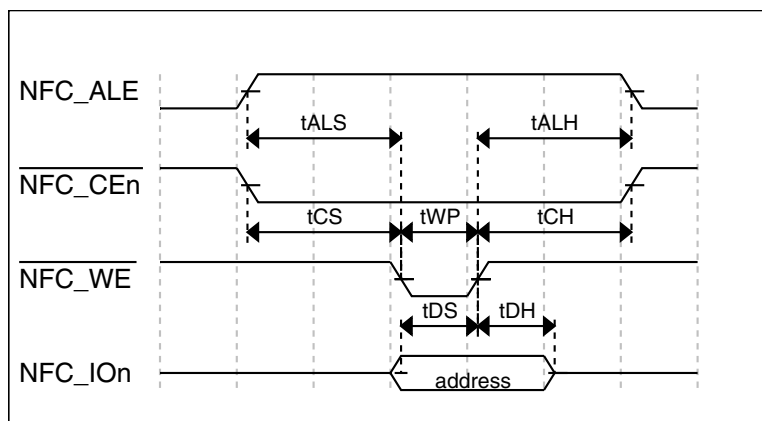 NFC_ALE
tALS tALH
NFC_CEn
tCS tWP tCH
NFC_WE
tDS tDH
NFC_IOn
address